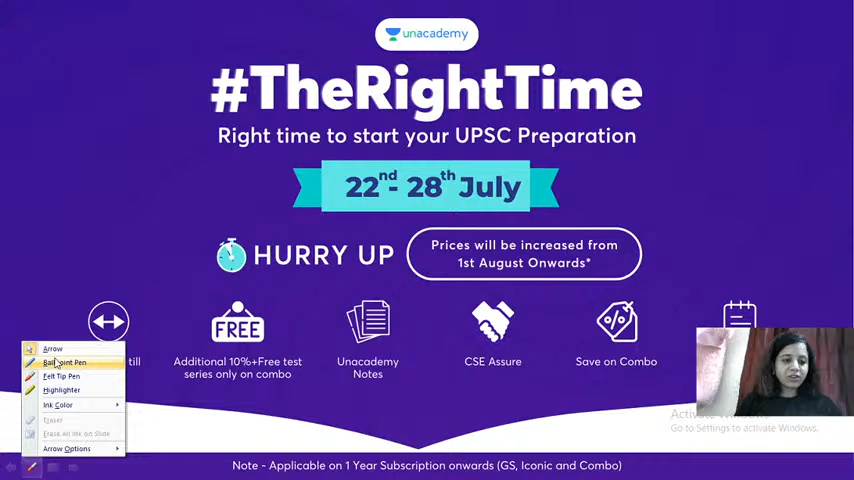 unacademy
#TheRightTime
Right time to start your UPSC Preparation
22nd- 28th July
HURRY UP
Prices will be increased from
1st August Onwards*
FREE
till
Additional 10%+Free test
series only on combo
Unacademy
Notes
CSE Assure
Save on Combo
Arrow
Ballpoint Pen
Felt Tip Pen
Highlighter
Ink Color
Eraser
Erase All Ink on Slide
Arrow Options
Activate Windows
Go to Settings to activate Windows.
Note - Applicable on 1 Year Subscription onwards (GS, Iconic and Combo)